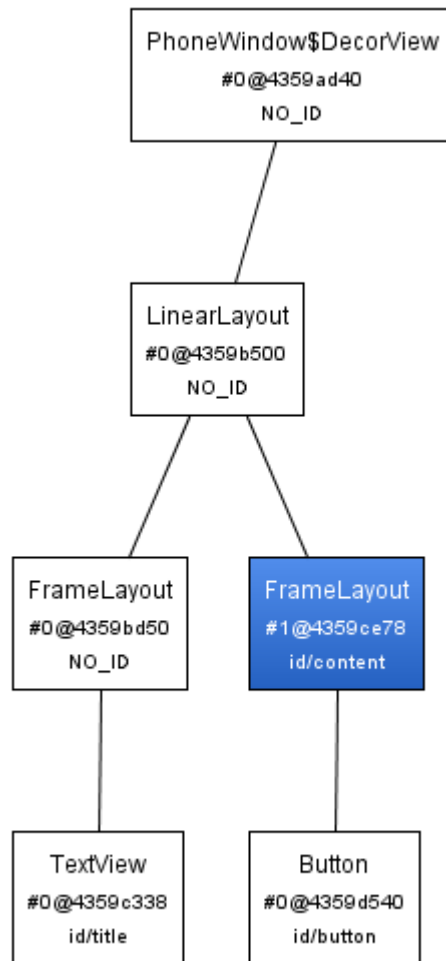 PhoneWindow$DecorView
#0@4359ad40
NO_ID
LinearLayout
#0@4359b500
NO_ID
FrameLayout
#0@4359bd50
NO_ID
FrameLayout
#1@4359ce78
id/content
TextView
#0@4359c338
id/title
Button
#0@4359d540
id/button